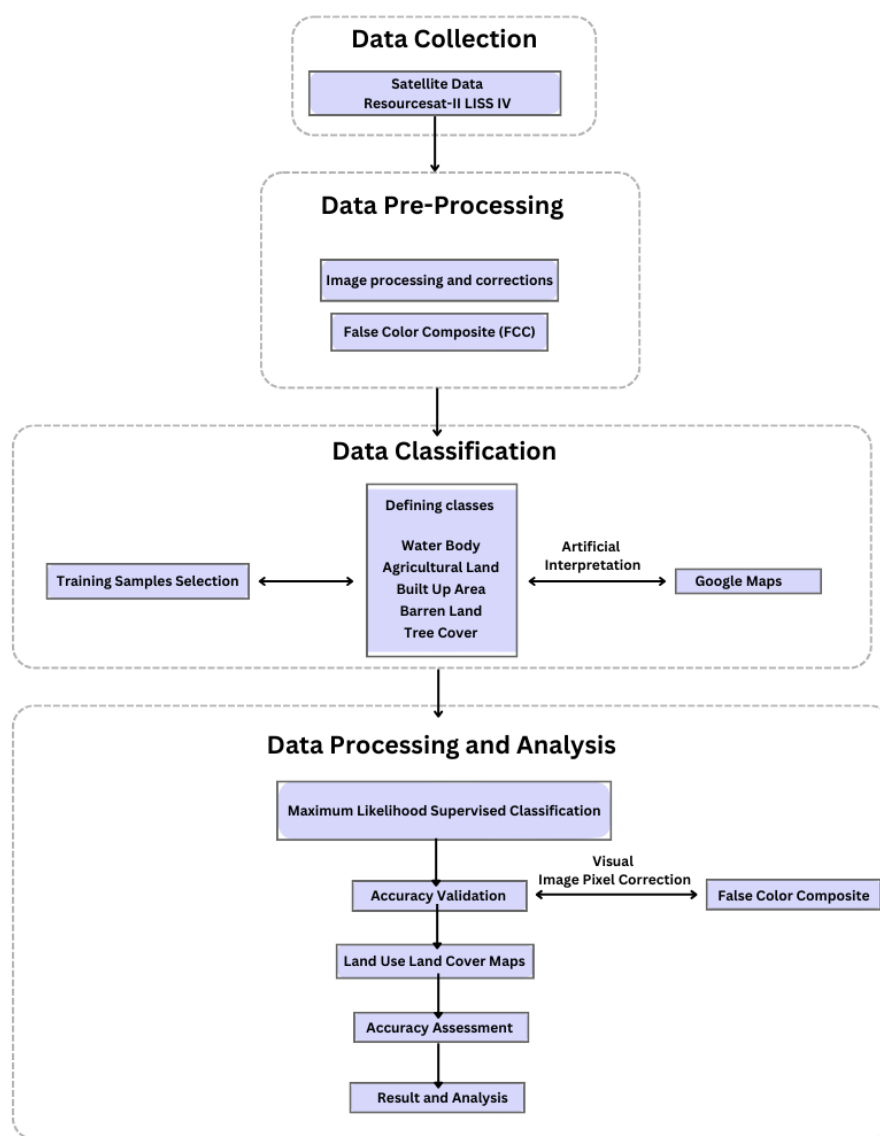 Data Collection
Satellite Data
Resourcesat-II LISS IV
Data Pre-Processing
Image processing and corrections
False Color Composite (FCC)
Data Classification
Defining classes
Water Body
Agricultural Land
Built Up Area
Barren Land
Tree Cover
Training Samples Selection
Artificial
Interpretation
Google Maps
Data Processing and Analysis
Maximum Likelihood Supervised Classification
Accuracy Validation
Visual
Image Pixel Correction
False Color Composite
Land Use Land Cover Maps
Accuracy Assessment
Result and Analysis